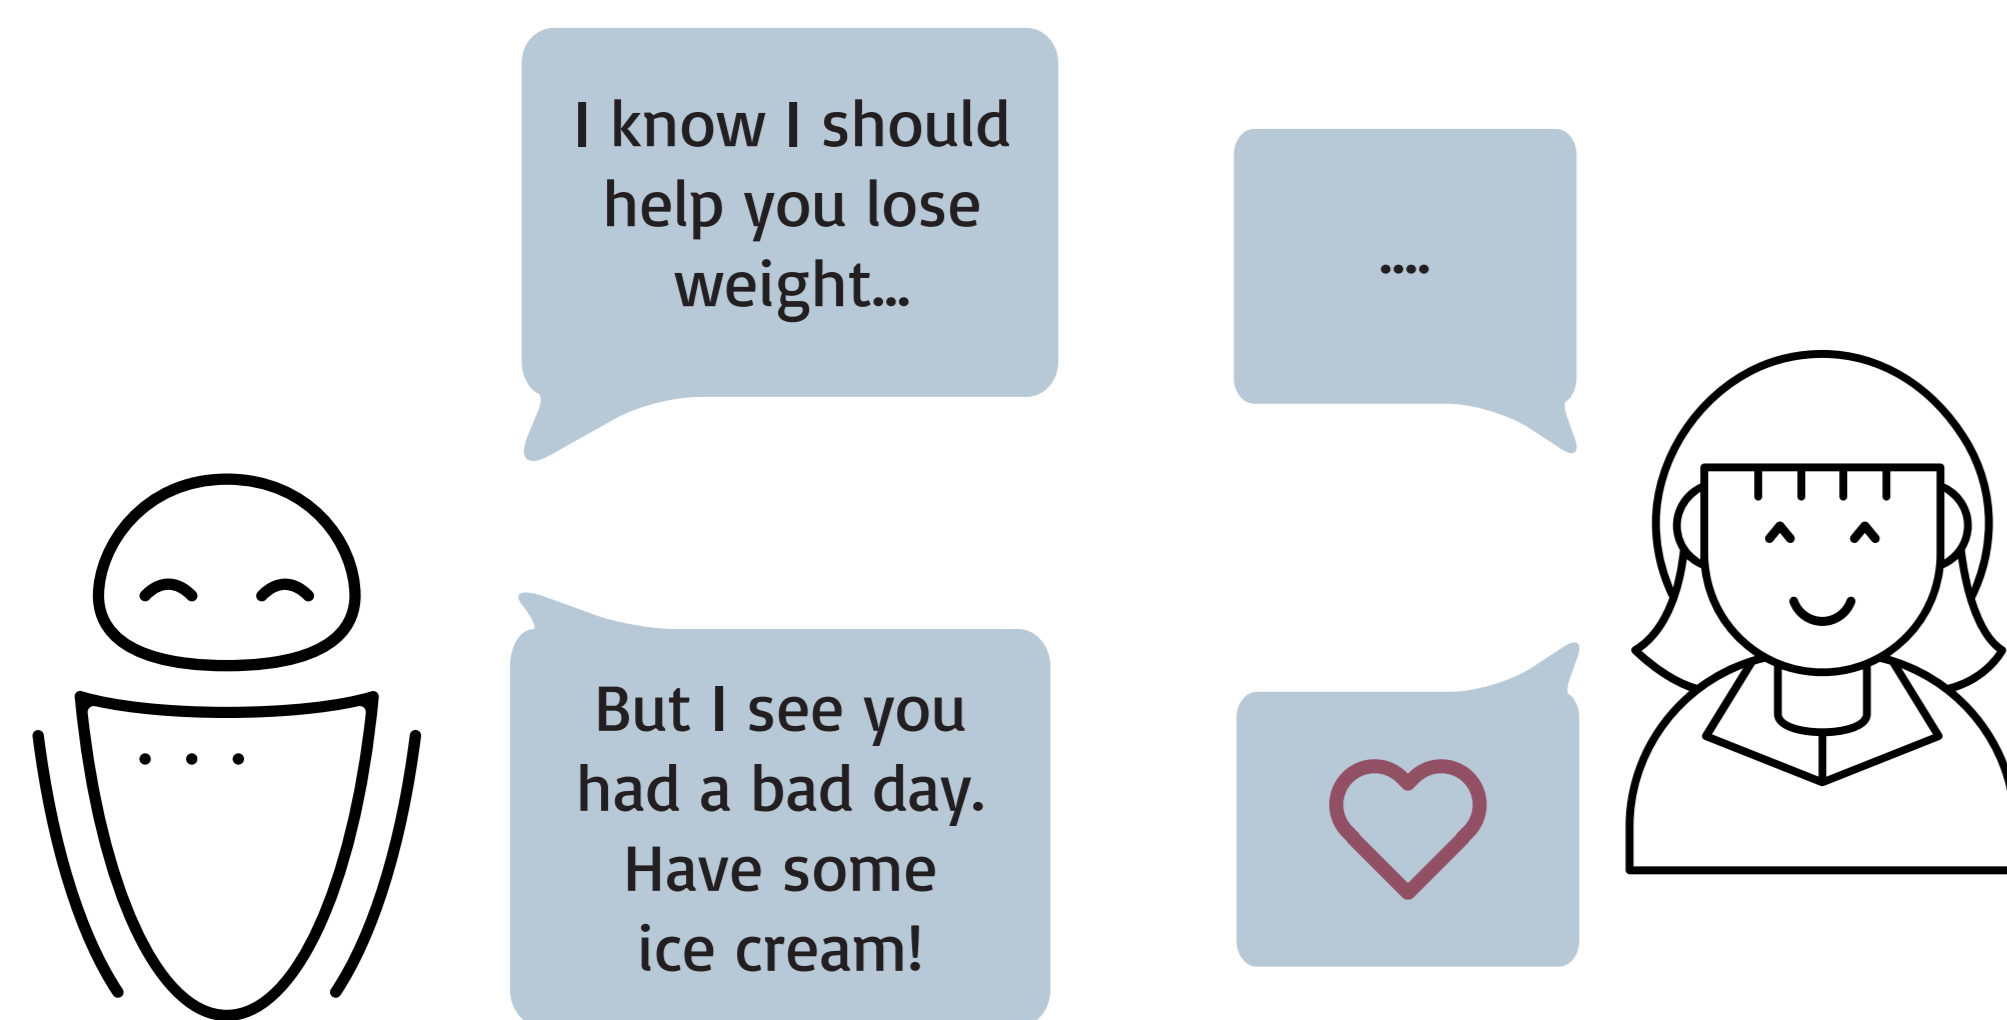 I know I should
help you lose
weight...
....
But I see you
had a bad day.
Have some
ice cream!